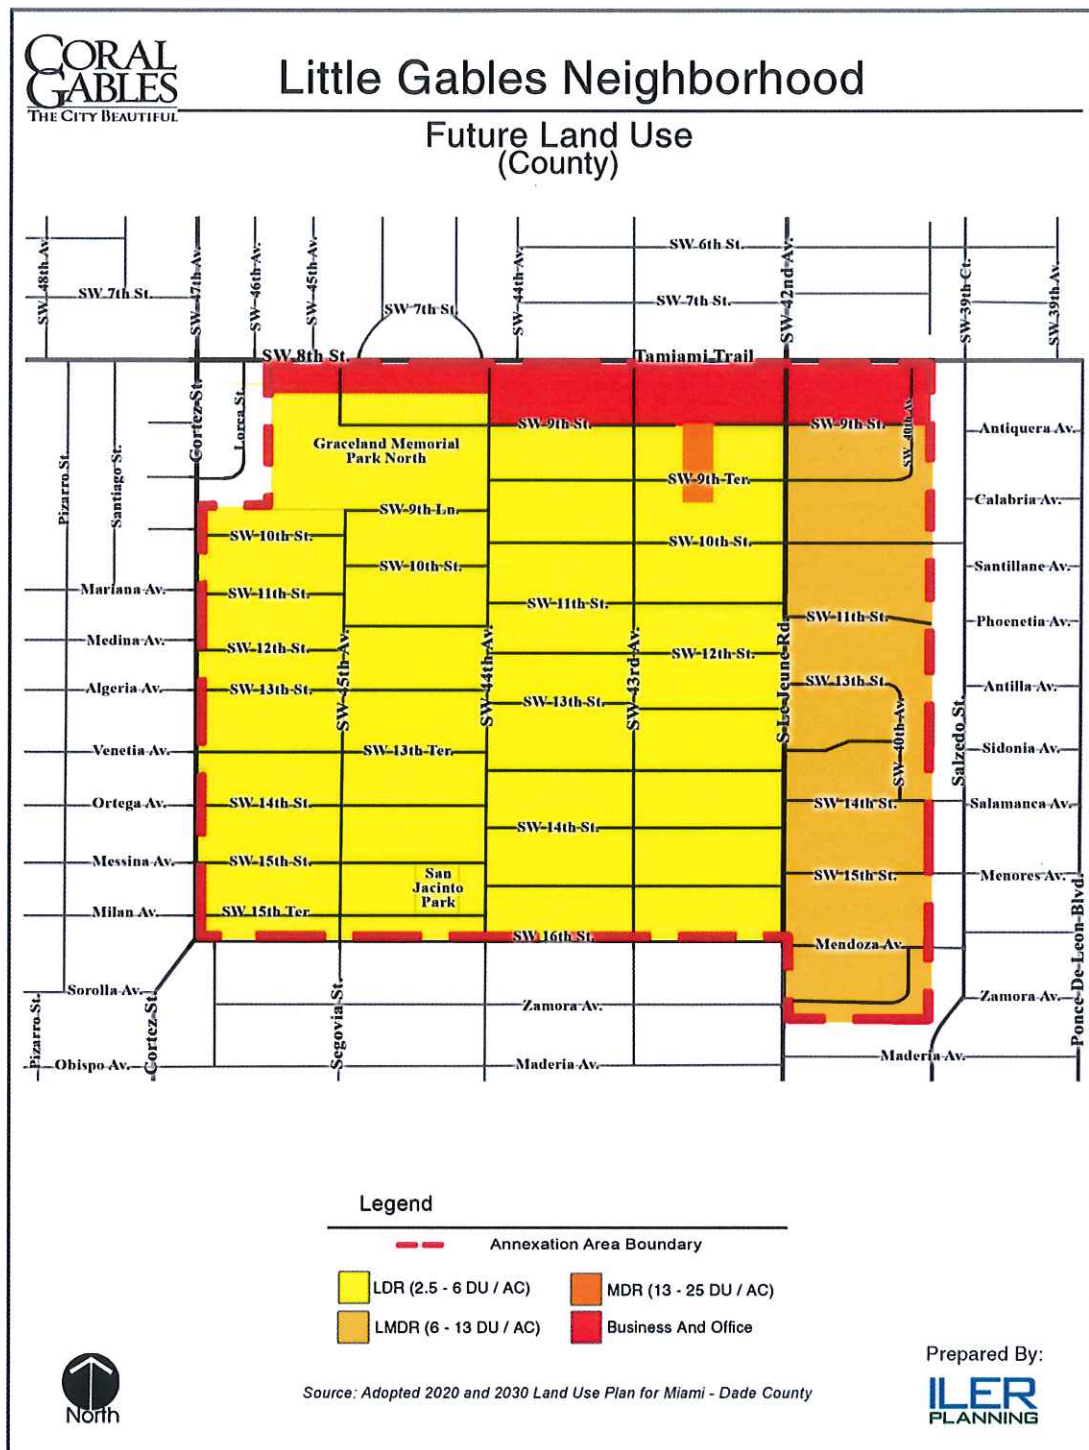 CORAL
GABLES
THE CITY BEAUTIFUL
Little Gables Neighborhood
Future Land Use
(County)
SW 48th Av.
SW 47th Av.
SW 46th Av.
SW 45th Av.
SW 44th Av.
SW 42nd Av.
SW 39th Ct.
SW 39th Av.
SW 6th St.
SW 7th St.
SW 7th St.
SW 7th St.
SW 8th St.
Tamiami Trail
Pizarro St.
Santiago St.
Cortez St.
Lorca St.
SW 9th St.
SW 9th St.
SW 40th Av.
Antiquera Av.
Graceland Memorial
Park North
SW 9th Ter.
Calabria Av.
SW 9th Ln.
SW 10th St.
SW 10th St.
SW 10th St.
Santillane Av.
Mariana Av.
SW 11th St.
SW 11th St.
SW 11th St.
Phoenetia Av.
Medina Av.
SW 12th St.
SW 12th St.
SW 45th Av.
SW 44th Av.
SW 43rd Av.
S Le Jeune Rd.
Algeria Av.
SW 13th St.
SW 13th St.
SW 13th St.
Antilla Av.
SW 40th Av.
Salzedo St.
Venetia Av.
SW 13th Ter.
Sidonia Av.
Ortega Av.
SW 14th St.
SW 14th St.
SW 14th St.
Salamanca Av.
Messina Av.
SW 15th St.
SW 15th St.
Menores Av.
San
Jacinto
Park
Milan Av.
SW 15th Ter
SW 16th St.
Mendoza Av
Sorolla Av.
Zamora Av.
Zamora Av.
Pizarro St.
Cortez St.
Segovia St.
Ponce De Leon Blvd.
Obispo Av.
Maderia Av.
Maderia Av.
Legend
Annexation Area Boundary
LDR (2.5 - 6 DU / AC)
MDR (13 - 25 DU / AC)
LMDR (6 - 13 DU / AC)
Business And Office
North
Source: Adopted 2020 and 2030 Land Use Plan for Miami - Dade County
Prepared By:
ILER
PLANNING